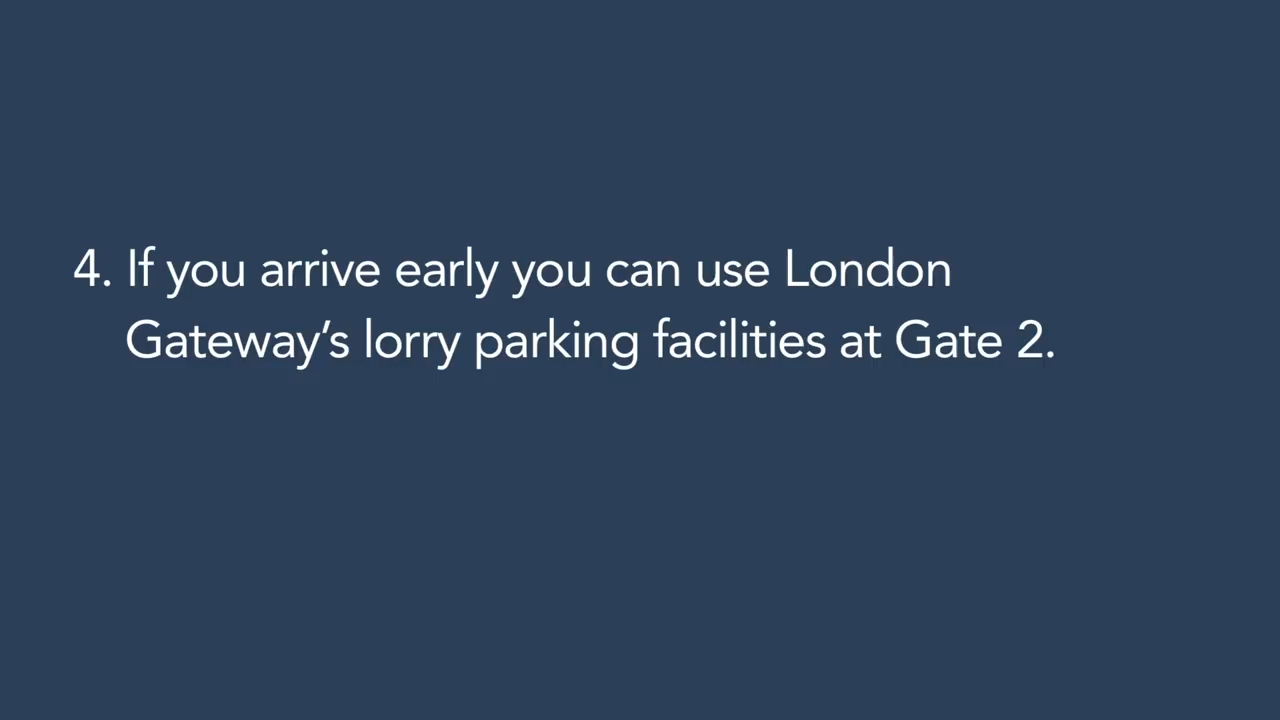 4. If you arrive early you can use London
Gateway’s lorry parking facilities at Gate 2.